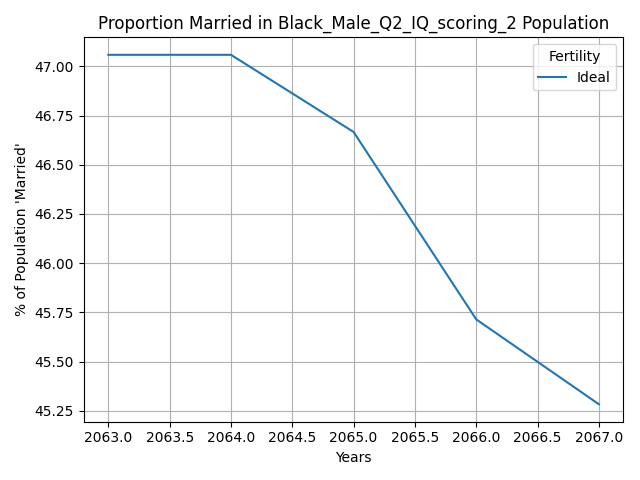 Proportion Married in Black_Male_Q2_IQ_scoring_2 Population
Fertility
Ideal
% of Population 'Married'
47.00
46.75
46.50
46.25
46.00
45.75
45.50
45.25
2063.0 2063.5 2064.0 2064.5 2065.0 2065.5 2066.0 2066.5 2067.0
Years